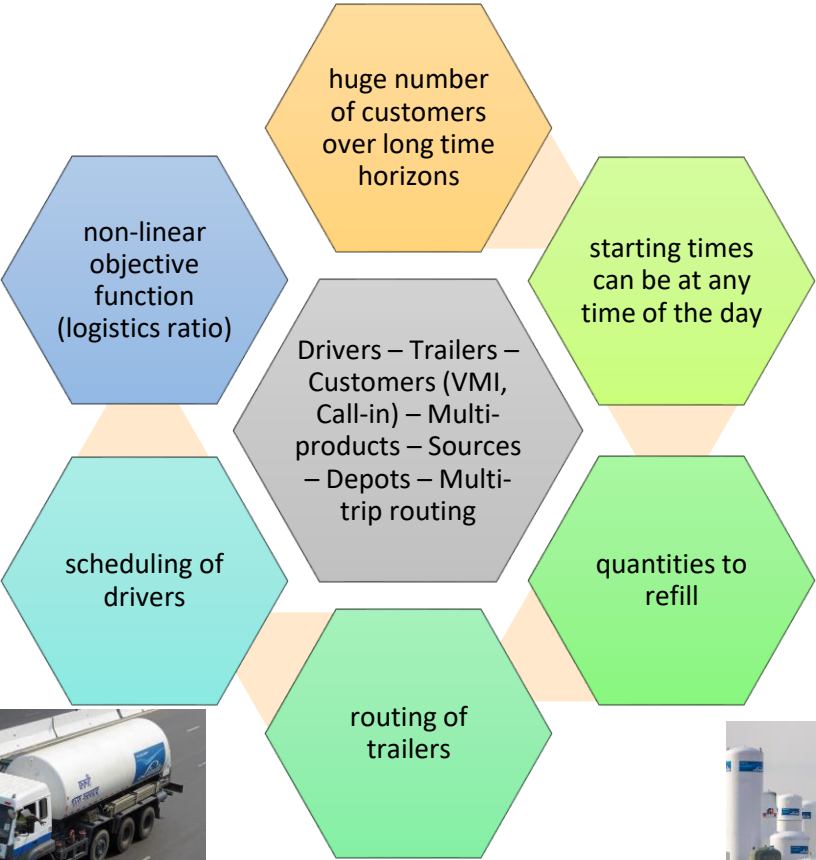 huge number
of customers
over long time
horizons
non-linear
objective
function
(logistics ratio)
starting times
can be at any
time of the day
Drivers – Trailers –
Customers (VMI,
Call-in) – Multi-
products – Sources
– Depots – Multi-
trip routing
scheduling of
drivers
quantities to
refill
routing of
trailers